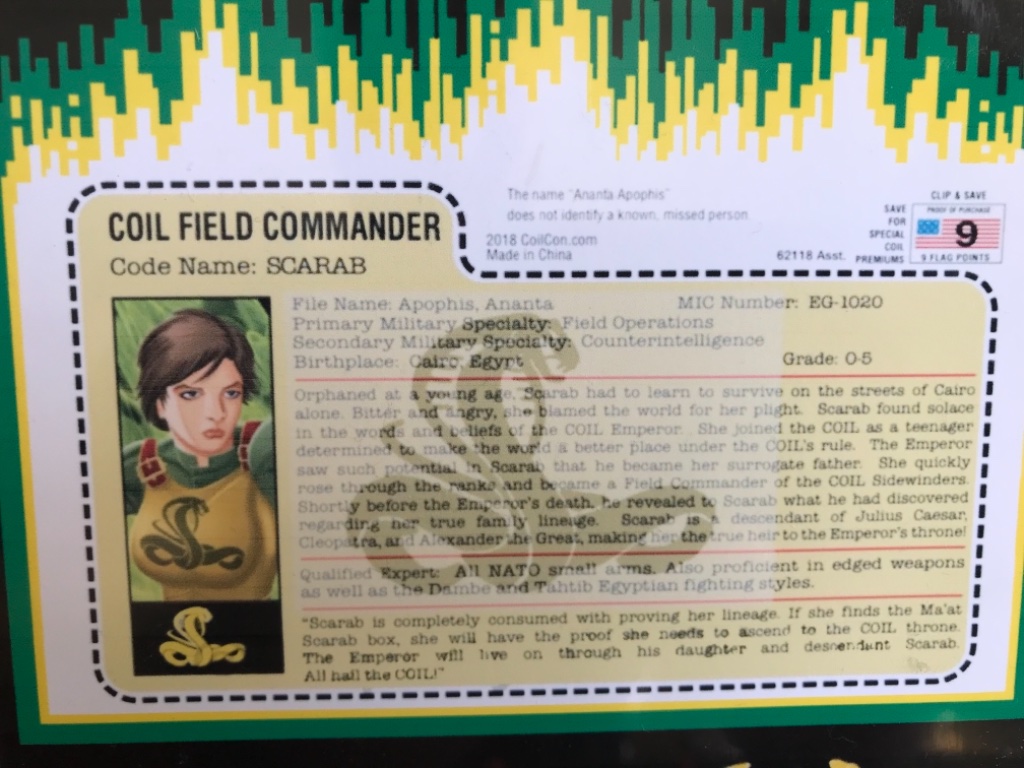 COIL FIELD COMMANDER
Code Name: SCARAB
The name "Ananta Apophis"
does not identify a known, missed person
2018 CoilCon.com
Made in China
62118 Asst.
SAVE
FOR
SPECIAL
COIL
PREMIUMS
CLIP & SAVE
PROOF OF PURCHASE
9
9 FLAG POINTS
File Name: Apophis, Ananta MIC Number: EG-1020
Primary Military Specialty: Field Operations
Secondary Military Specialty: Counterintelligence
Birthplace: Cairo, Egypt Grade: O-5
Orphaned at a young age, Scarab had to learn to survive on the streets of Cairo
alone. Bitter and angry, she blamed the world for her plight. Scarab found solace
in the words and beliefs of the COIL Emperor. She joined the COIL as a teenager
determined to make the world a better place under the COIL's rule. The Emperor
saw such potential in Scarab that he became her surrogate father. She quickly
rose through the ranks and became a Field Commander of the COIL Sidewinders.
Shortly before the Emperor's death, he revealed to Scarab what he had discovered
regarding her true family lineage. Scarab is a descendant of Julius Caesar,
Cleopatra, and Alexander the Great, making her the true heir to the Emperor's throne!
Qualified Expert: All NATO small arms. Also proficient in edged weapons
as well as the Dambe and Tahtib Egyptian fighting styles.
"Scarab is completely consumed with proving her lineage. If she finds the Ma'at
Scarab box, she will have the proof she needs to ascend to the COIL throne.
The Emperor will live on through his daughter and descendant Scarab.
All hail the COIL!"